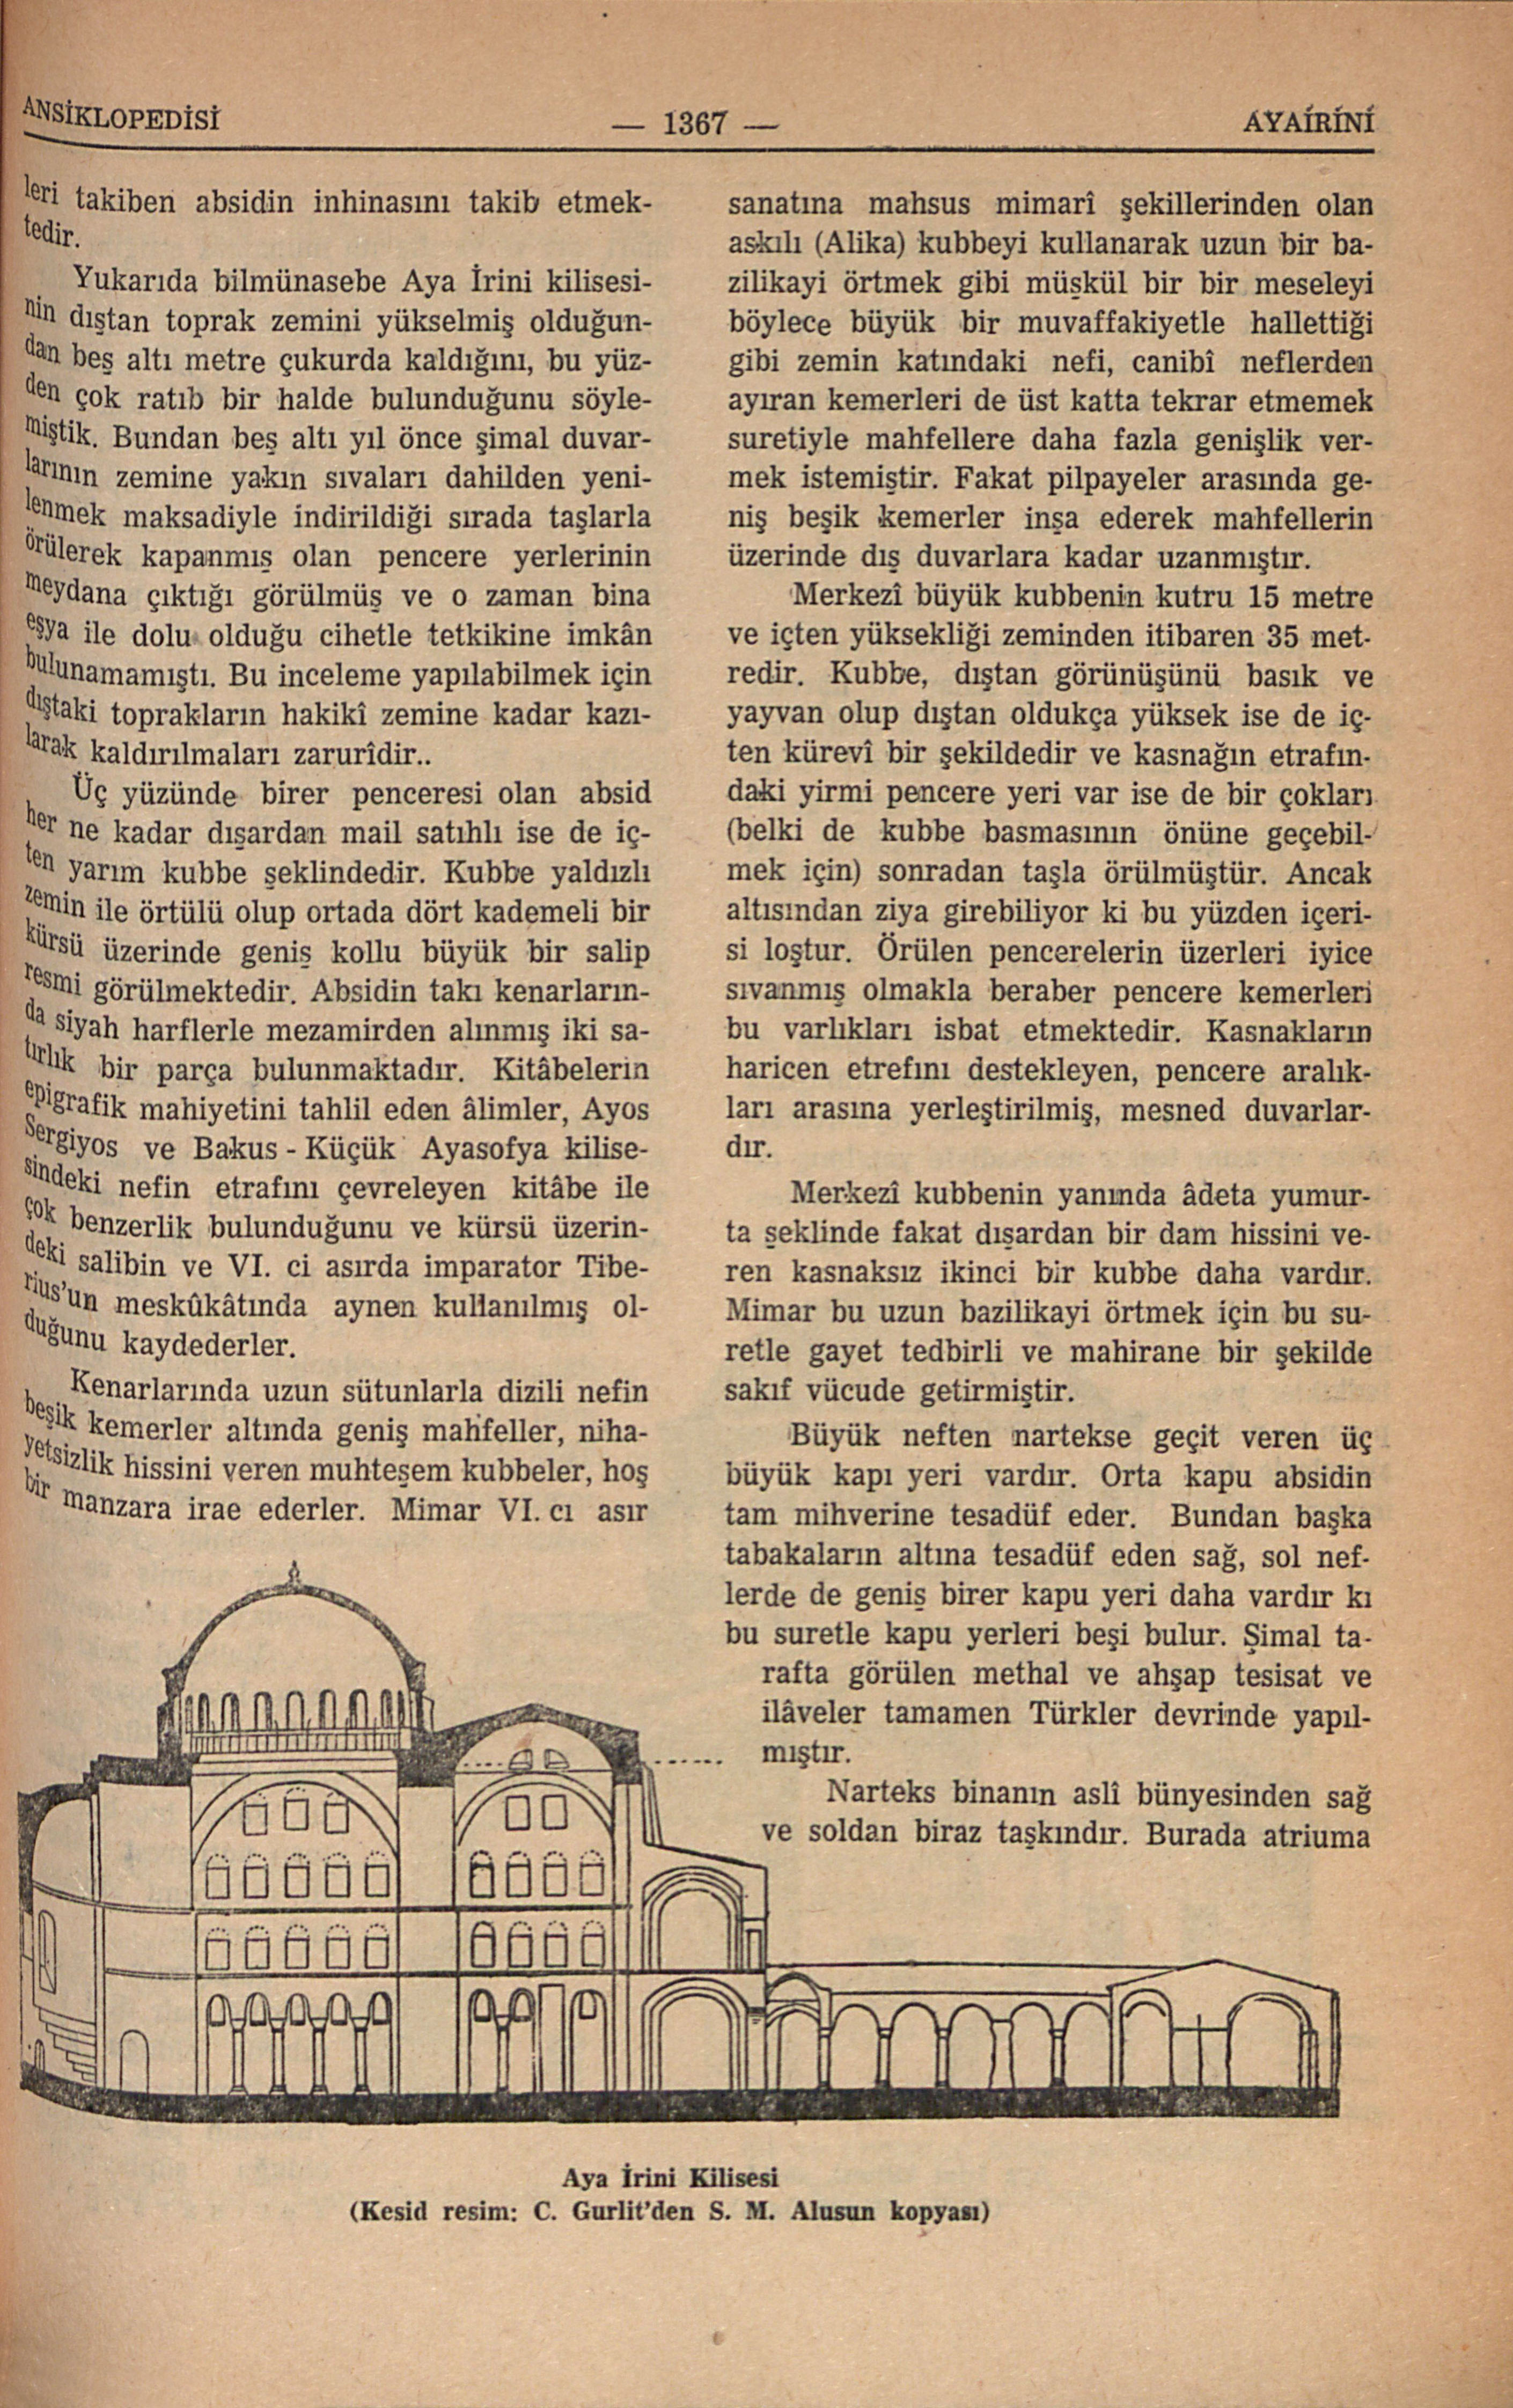 ANSİKLOPEDİSİ
— 1367 —
AYAİRİNİ
leri takiben absidin inhinasını takib etmek-
tedir.
Yukarıda bilmünasebe Aya İrini kilisesi-
nin dıştan toprak zemini yükselmiş olduğun-
dan beş altı metre çukurda kaldığını, bu yüz-
den çok ratıb bir halde bulunduğunu söyle-
miştik. Bundan beş altı yıl önce şimal duvar-
larının zemine yakın sıvaları dahilden yeni-
lenmek maksadiyle indirildiği sırada taşlarla
örülerek kapanmış olan pencere yerlerinin
meydana çıktığı görülmüş ve o zaman bina
eşya ile dolu olduğu cihetle tetkikine imkân
bulunamamıştı. Bu inceleme yapılabilmek için
dıştaki toprakların hakikî zemine kadar kazı-
larak kaldırılmaları zarurîdir..
Üç yüzünde birer penceresi olan absid
her ne kadar dışardan mail satıhlı ise de iç-
ten yarım kubbe şeklindedir. Kubbe yaldızlı
zemin ile örtülü olup ortada dört kademeli bir
kürsü üzerinde geniş kollu büyük bir salip
resmi görülmektedir. Absidin takı kenarların-
da siyah harflerle mezamirden alınmış iki sa-
tırlık bir parça bulunmaktadır. Kitâbelerin
epigrafik mahiyetini tahlil eden âlimler, Ayos
Sergiyos ve Bakus - Küçük Ayasofya kilise-
sindeki nefin etrafını çevreleyen kitâbe ile
çok benzerlik bulunduğunu ve kürsü üzerin-
deki salibin ve VI. ci asırda imparator Tibe-
rius'un meskûkâtında aynen kullanılmış ol-
duğunu kaydederler.
Kenarlarında uzun sütunlarla dizili nefin
beşik kemerler altında geniş mahfeller, niha-
yetsizlik hissini veren muhteşem kubbeler, hoş
bir manzara irae ederler. Mimar VI. cı asır
sanatına mahsus mimarî şekillerinden olan
askılı (Alika) kubbeyi kullanarak uzun bir ba-
zilikayi örtmek gibi müşkül bir bir meseleyi
böylece büyük bir muvaffakiyetle hallettiği
gibi zemin katındaki nefi, canibî neflerden
ayıran kemerleri de üst katta tekrar etmemek
suretiyle mahfellere daha fazla genişlik ver-
mek istemiştir. Fakat pilpayeler arasında ge-
niş beşik kemerler inşa ederek mahfellerin
üzerinde dış duvarlara kadar uzanmıştır.
Merkezî büyük kubbenin kutru 15 metre
ve içten yüksekliği zeminden itibaren 35 met-
redir. Kubbe, dıştan görünüşünü basık ve
yayvan olup dıştan oldukça yüksek ise de iç-
ten kürevî bir şekildedir ve kasnağın etrafın-
daki yirmi pencere yeri var ise de bir çokları
(belki de kubbe basmasının önüne geçebil-
mek için) sonradan taşla örülmüştür. Ancak
altısından ziya girebiliyor ki bu yüzden içeri-
si loştur. Örülen pencerelerin üzerleri iyice
sıvanmış olmakla beraber pencere kemerleri
bu varlıkları isbat etmektedir. Kasnakların
haricen etrefını destekleyen, pencere aralık-
ları arasına yerleştirilmiş, mesned duvarlar-
dır.
Merkezî kubbenin yanında âdeta yumur-
ta şeklinde fakat dışardan bir dam hissini ve-
ren kasnaksız ikinci bir kubbe daha vardır.
Mimar bu uzun bazilikayi örtmek için bu su-
retle gayet tedbirli ve mahirane bir şekilde
sakıf vücude getirmiştir.
Büyük neften nartekse geçit veren üç
büyük kapı yeri vardır. Orta kapu absidin
tam mihverine tesadüf eder. Bundan başka
tabakaların altına tesadüf eden sağ, sol nef-
lerde de geniş birer kapu yeri daha vardır kı
bu suretle kapu yerleri beşi bulur. Şimal ta-
rafta görülen methal ve ahşap tesisat ve
ilâveler tamamen Türkler devrinde yapıl-
mıştır.
Narteks binanın aslî bünyesinden sağ
ve soldan biraz taşkındır. Burada atriuma
Aya İrini Kilisesi
(Kesid resim: C. Gurlit'den S. M. Alusun kopyası)